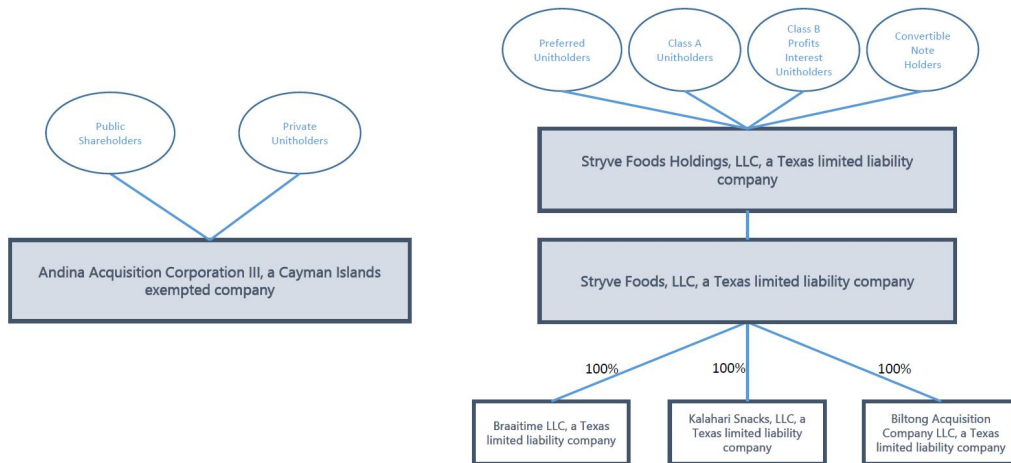 Preferred
Unitholders
Class A
Unitholders
Class B
Profits
Interest
Unitholders
Convertible
Note
Holders
Public
Shareholders
Private
Unitholders
Stryve Foods Holdings, LLC, a Texas limited liability
company
Andina Acquisition Corporation III, a Cayman Islands
exempted company
Stryve Foods, LLC, a Texas limited liability company
100%
100%
100%
Braaitime LLC, a Texas
limited liability company
Kalahari Snacks, LLC, a
Texas limited liability
company
Biltong Acquisition
Company LLC, a Texas
limited liability company